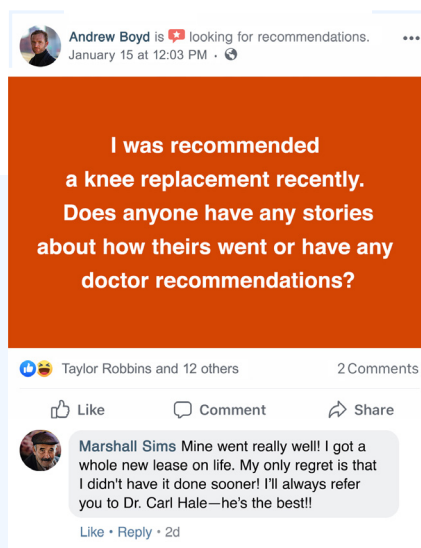 Andrew Boyd is looking for recommendations.
January 15 at 12:03 PM ·
I was recommended
a knee replacement recently.
Does anyone have any stories
about how theirs went or have any
doctor recommendations?
Taylor Robbins and 12 others 2 Comments
Like Comment Share
Marshall Sims Mine went really well! I got a
whole new lease on life. My only regret is that
I didn't have it done sooner! I'll always refer
you to Dr. Carl Hale—he's the best!!
Like • Reply • 2d